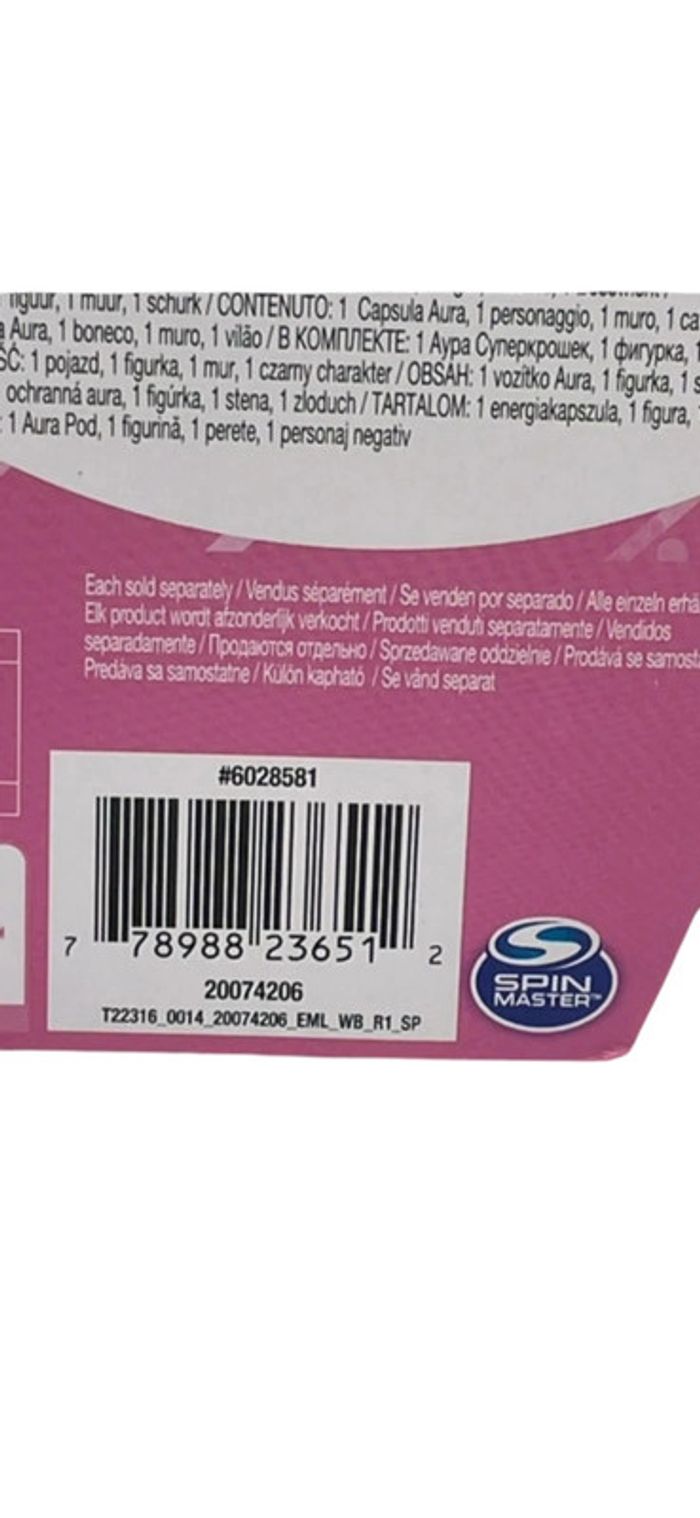 figuur, 1 muur, 1 schurk / CONTENUTO: 1 Capsula Aura, 1 personaggio, 1 muro, 1 ca
Aura, 1 boneco, 1 muro, 1 vilão / В КОМПЛЕКТЕ: 1 Аура Суперкрошек, 1 фигурка, 1
ŚĆ: 1 pojazd, 1 figurka, 1 mur, 1 czarny charakter / OBSAH: 1 vozítko Aura, 1 figurka, 1 s
ochranná aura, 1 figúrka, 1 stena, 1 zloduch / TARTALOM: 1 energiakapszula, 1 figura,
: 1 Aura Pod, 1 figurină, 1 perete, 1 personaj negativ
Each sold separately / Vendus séparément / Se venden por separado / Alle einzeln erhä
Elk product wordt afzonderlijk verkocht / Prodotti venduti separatamente / Vendidos
separadamente / Продаются отдельно / Sprzedawane oddzielnie / Prodává se samost
Predáva sa samostatne / Külön kapható / Se vând separat
#6028581
7 78988 23651 2
20074206
T22316_0014_20074206_EML_WB_R1_SP
SPIN
MASTER™